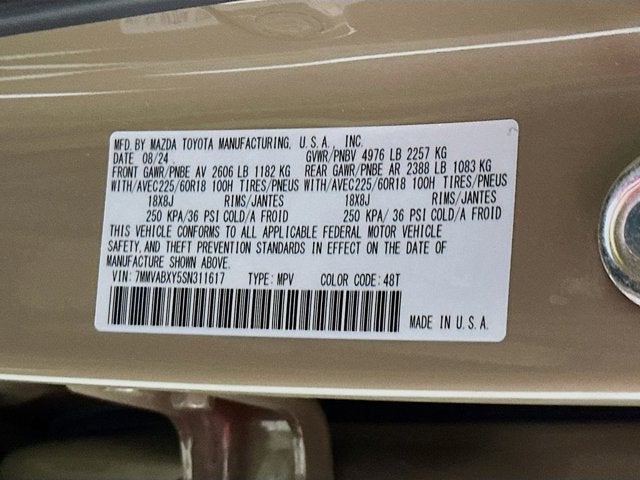 MFD. BY MAZDA TOYOTA MANUFACTURING, U.S.A., INC.
DATE 08/24 GVWR/PNBV 4976 LB 2257 KG
FRONT GAWR/PNBE AV 2606 LB 1182 KG REAR GAWR/PNBE AR 2388 LB 1083 KG
WITH/AVEC225/60R18 100H TIRES/PNEUS WITH/AVEC225/60R18 100H TIRES/PNEUS
18X8J RIMS/JANTES 18X8J RIMS/JANTES
250 KPA/36 PSI COLD/A FROID 250 KPA/36 PSI COLD/A FROID
THIS VEHICLE CONFORMS TO ALL APPLICABLE FEDERAL MOTOR VEHICLE
SAFETY, AND THEFT PREVENTION STANDARDS IN EFFECT ON THE DATE OF
MANUFACTURE SHOWN ABOVE.
VIN: 7MMVABXY5SN311617 TYPE: MPV COLOR CODE: 48T
MADE IN U.S.A.